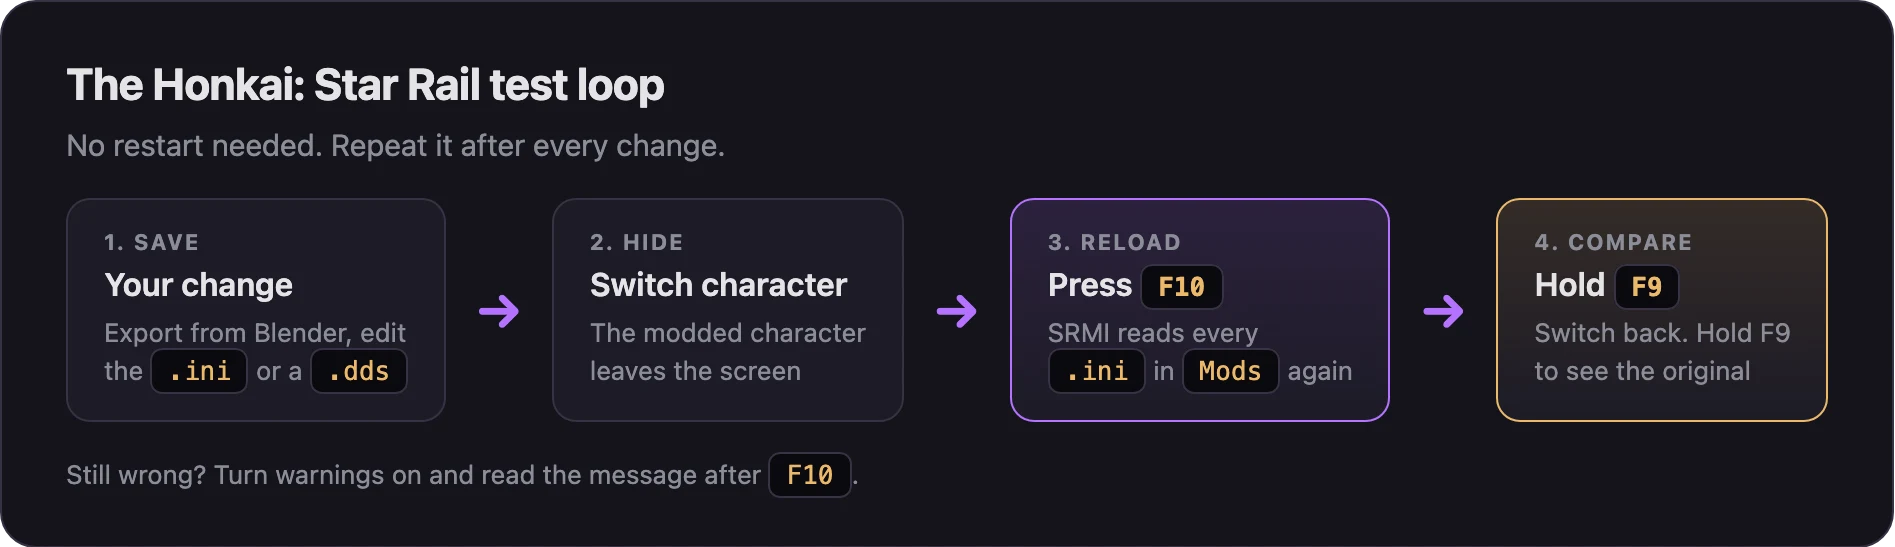 The Honkai: Star Rail test loop
No restart needed. Repeat it after every change.
1. SAVE
Your change
Export from Blender, edit
the .ini or a .dds
2. HIDE
Switch character
The modded character
leaves the screen
3. RELOAD
Press F10
SRMI reads every
.ini in Mods again
4. COMPARE
Hold F9
Switch back. Hold F9
to see the original
Still wrong? Turn warnings on and read the message after F10.